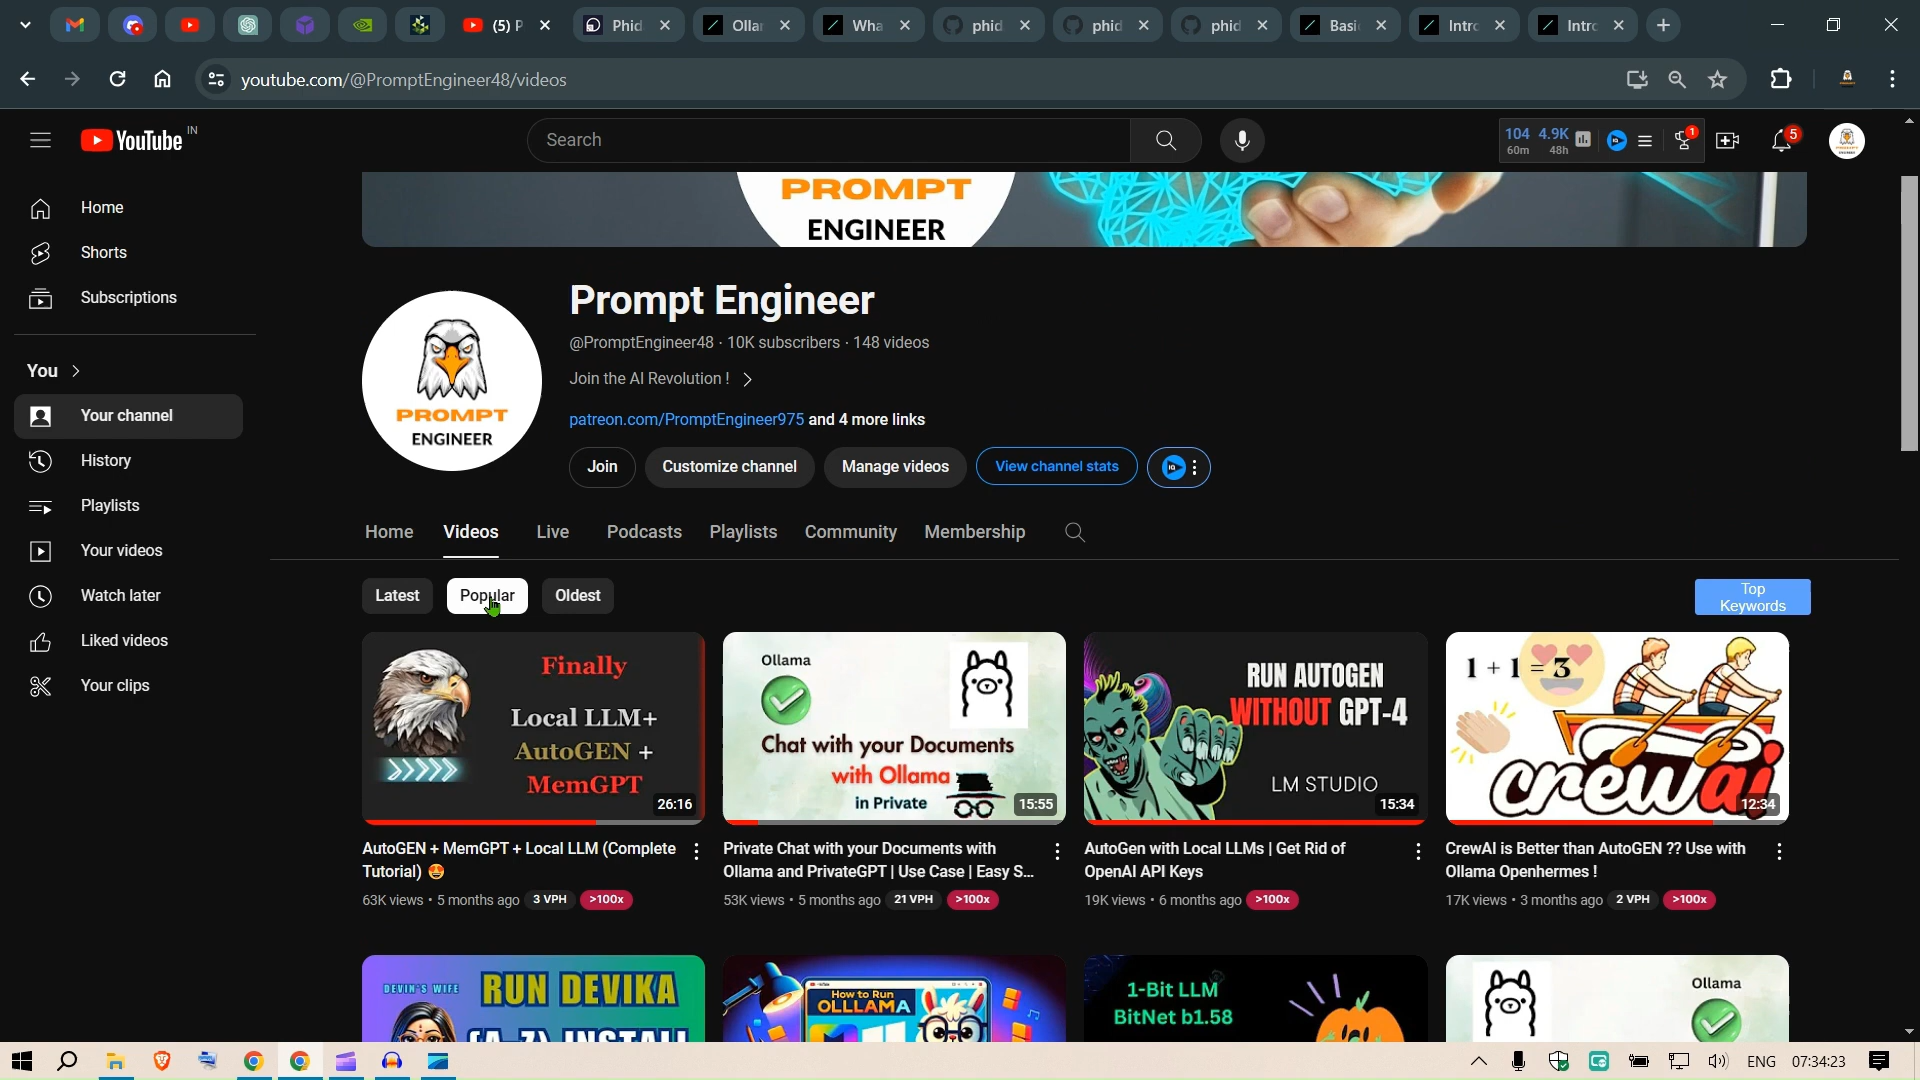 (5) P
Phid
Olla
Wha
phid
phid
phid
Basi
Intro
Intro
youtube.com/@PromptEngineer48/videos
YouTube IN
Search
104 4.9K
60m 48h
1
5
Home
Shorts
Subscriptions
You
Your channel
History
Playlists
Your videos
Watch later
Liked videos
Your clips
PROMPT
ENGINEER
PROMPT
ENGINEER
Prompt Engineer
@PromptEngineer48 · 10K subscribers · 148 videos
Join the AI Revolution !
patreon.com/PromptEngineer975 and 4 more links
Join
Customize channel
Manage videos
View channel stats
IQ
Home
Videos
Live
Podcasts
Playlists
Community
Membership
Latest
Popular
Oldest
Top
Keywords
Finally
Local LLM+
AutoGEN +
MemGPT
26:16
AutoGEN + MemGPT + Local LLM (Complete
Tutorial) 🤩
63K views • 5 months ago 3 VPH >100x
Ollama
Chat with your Documents
with Ollama
in Private
15:55
Private Chat with your Documents with
Ollama and PrivateGPT | Use Case | Easy S...
53K views • 5 months ago 21 VPH >100x
RUN AUTOGEN
WITHOUT GPT-4
LM STUDIO
15:34
AutoGen with Local LLMs | Get Rid of
OpenAI API Keys
19K views • 6 months ago >100x
1 + 1 = 3
crewai
12:34
CrewAI is Better than AutoGEN ?? Use with
Ollama Openhermes !
17K views • 3 months ago 2 VPH >100x
DEVIN'S WIFE
RUN DEVIKA
(A-Z) INSTALL
How to Run
OLLLAMA
1-Bit LLM
BitNet b1.58
Ollama
ENG
07:34:23